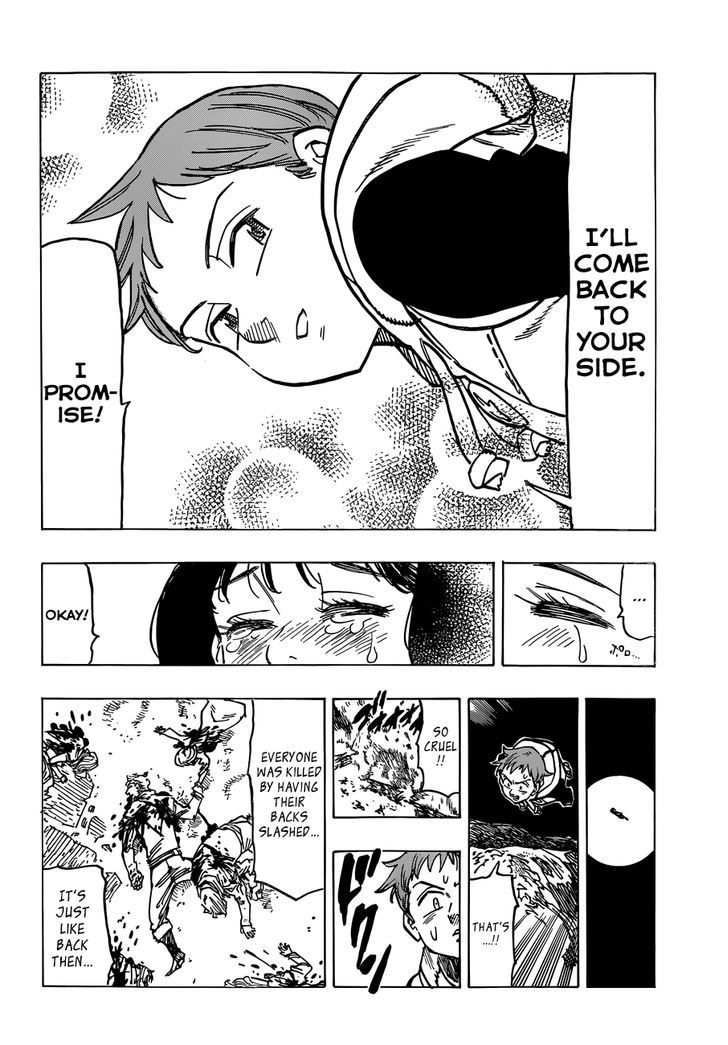 I'LL
COME
BACK
TO
YOUR
SIDE.
I
PROM-
ISE!
...
OKAY!
THAT'S
...!!
SO
CRUEL
!!
EVERYONE
WAS KILLED
BY HAVING
THEIR
BACKS
SLASHED...
IT'S
JUST
LIKE
BACK
THEN...